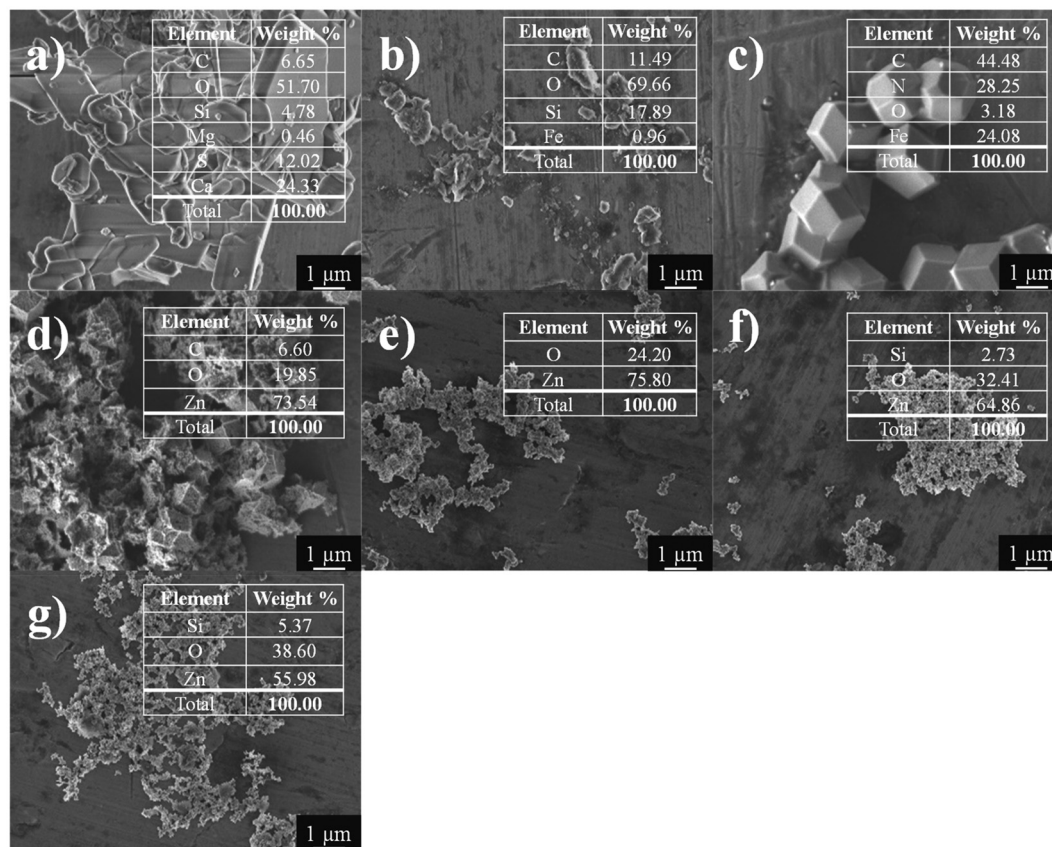 a)
Element Weight %
C 6.65
O 51.70
Si 4.78
Mg 0.46
S 12.02
Ca 24.33
Total 100.00
1 μm
b)
Element Weight %
C 11.49
O 69.66
Si 17.89
Fe 0.96
Total 100.00
1 μm
c)
Element Weight %
C 44.48
N 28.25
O 3.18
Fe 24.08
Total 100.00
1 μm
d)
Element Weight %
C 6.60
O 19.85
Zn 73.54
Total 100.00
1 μm
e)
Element Weight %
O 24.20
Zn 75.80
Total 100.00
1 μm
f)
Element Weight %
Si 2.73
O 32.41
Zn 64.86
Total 100.00
1 μm
g)
Element Weight %
Si 5.37
O 38.60
Zn 55.98
Total 100.00
1 μm